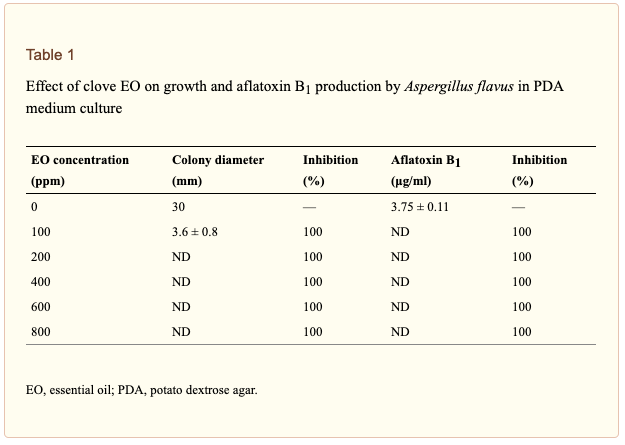 Table 1
Effect of clove EO on growth and aflatoxin B₁ production by Aspergillus flavus in PDA
medium culture
EO concentration Colony diameter Inhibition Aflatoxin B₁ Inhibition
(ppm) (mm) (%) (μg/ml) (%)
0 30 — 3.75 ± 0.11 —
100 3.6 ± 0.8 100 ND 100
200 ND 100 ND 100
400 ND 100 ND 100
600 ND 100 ND 100
800 ND 100 ND 100
EO, essential oil; PDA, potato dextrose agar.